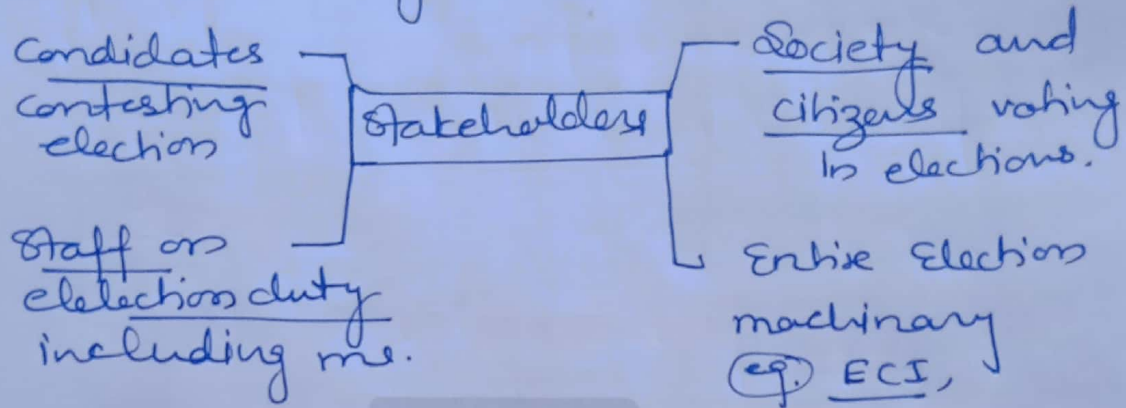 Candidates
contesting
election
Stakeholders
Society and
citizens voting
in elections.
Staff on
elelection duty
including me.
Entire Election
machinary
eg. ECI,